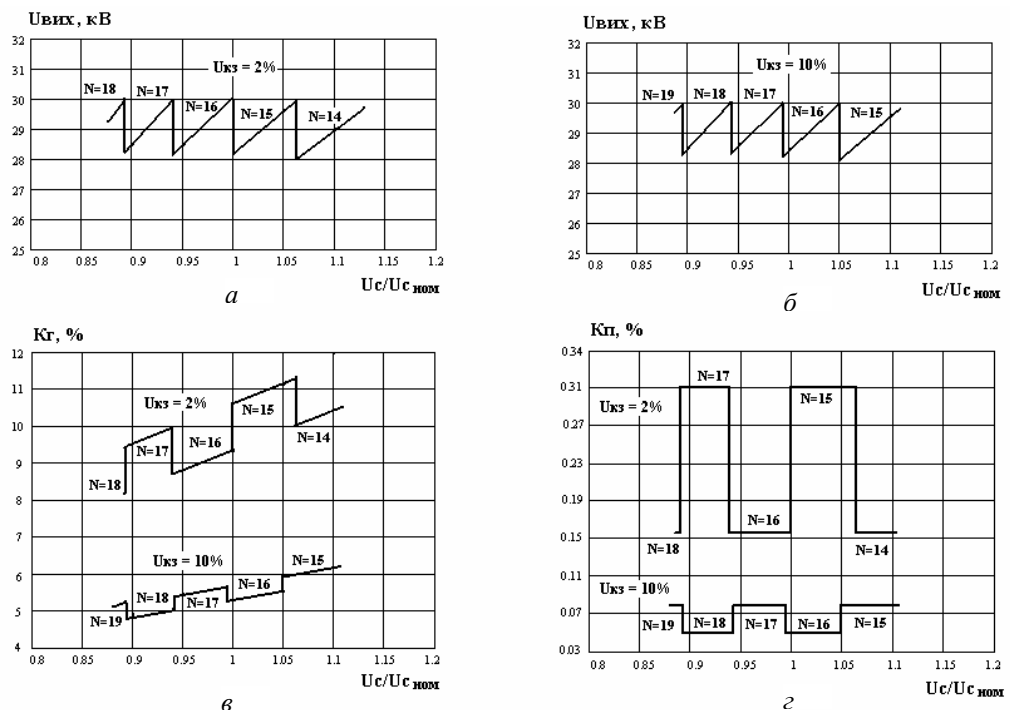 Uвих, кВ
32
31
30
29
28
27
26
25
Uкз = 2%
N=18
N=17
N=16
N=15
N=14
0.8
0.85
0.9
0.95
1
1.05
1.1
1.15
1.2
Uс/Uс ном
а
Uвих, кВ
32
31
30
29
28
27
26
25
Uкз = 10%
N=19
N=18
N=17
N=16
N=15
0.8
0.85
0.9
0.95
1
1.05
1.1
1.15
1.2
Uс/Uс ном
б
Кг, %
12
11
10
9
8
7
6
5
4
Uкз = 2%
N=18
N=17
N=16
N=15
N=14
Uкз = 10%
N=19
N=18
N=17
N=16
N=15
0.8
0.85
0.9
0.95
1
1.05
1.1
1.15
1.2
Uс/Uс ном
в
Кп, %
0.34
0.31
0.27
0.23
0.19
0.15
0.11
0.07
0.03
Uкз = 2%
N=18
N=17
N=16
N=15
N=14
Uкз = 10%
N=19
N=18
N=17
N=16
N=15
0.8
0.85
0.9
0.95
1
1.05
1.1
1.15
1.2
Uс/Uс ном
г